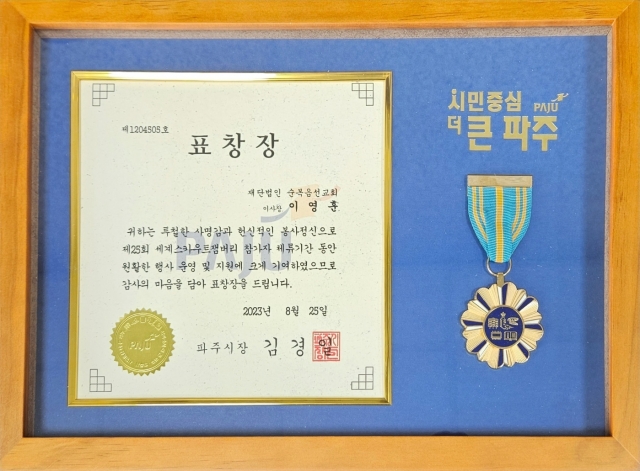 제1204505호
표창장
재단법인 순복음선교회
이사장 이영훈
귀하는 투철한 사명감과 헌신적인 봉사정신으로
제25회 세계스카우트잼버리 참가자 체류기간 동안
원활한 행사 운영 및 지원에 크게 기여하였으므로
감사의 마음을 담아 표창장을 드립니다.
2023년 8월 25일
파주시장 김경일
PAJU
PAJU
시민중심 PAJU
더 큰 파주